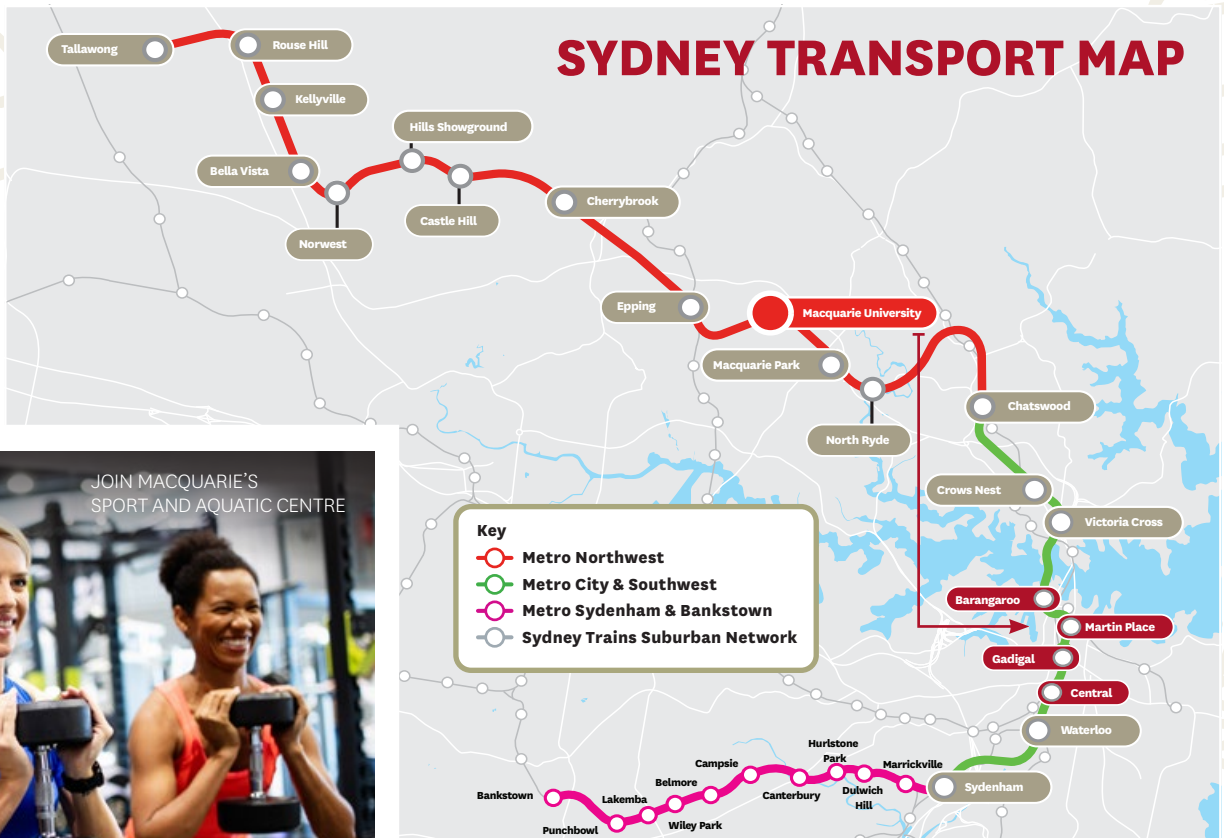 SYDNEY TRANSPORT MAP
Tallawong
Rouse Hill
Kellyville
Hills Showground
Bella Vista
Castle Hill
Norwest
Cherrybrook
Epping
Macquarie University
Macquarie Park
North Ryde
Chatswood
Crows Nest
Victoria Cross
Barangaroo
Martin Place
Gadigal
Central
Waterloo
Sydenham
JOIN MACQUARIE'S
SPORT AND AQUATIC CENTRE
Key
Metro Northwest
Metro City & Southwest
Metro Sydenham & Bankstown
Sydney Trains Suburban Network
Bankstown
Punchbowl
Lakemba
Wiley Park
Belmore
Campsie
Canterbury
Hurlstone
Park
Dulwich
Hill
Marrickville